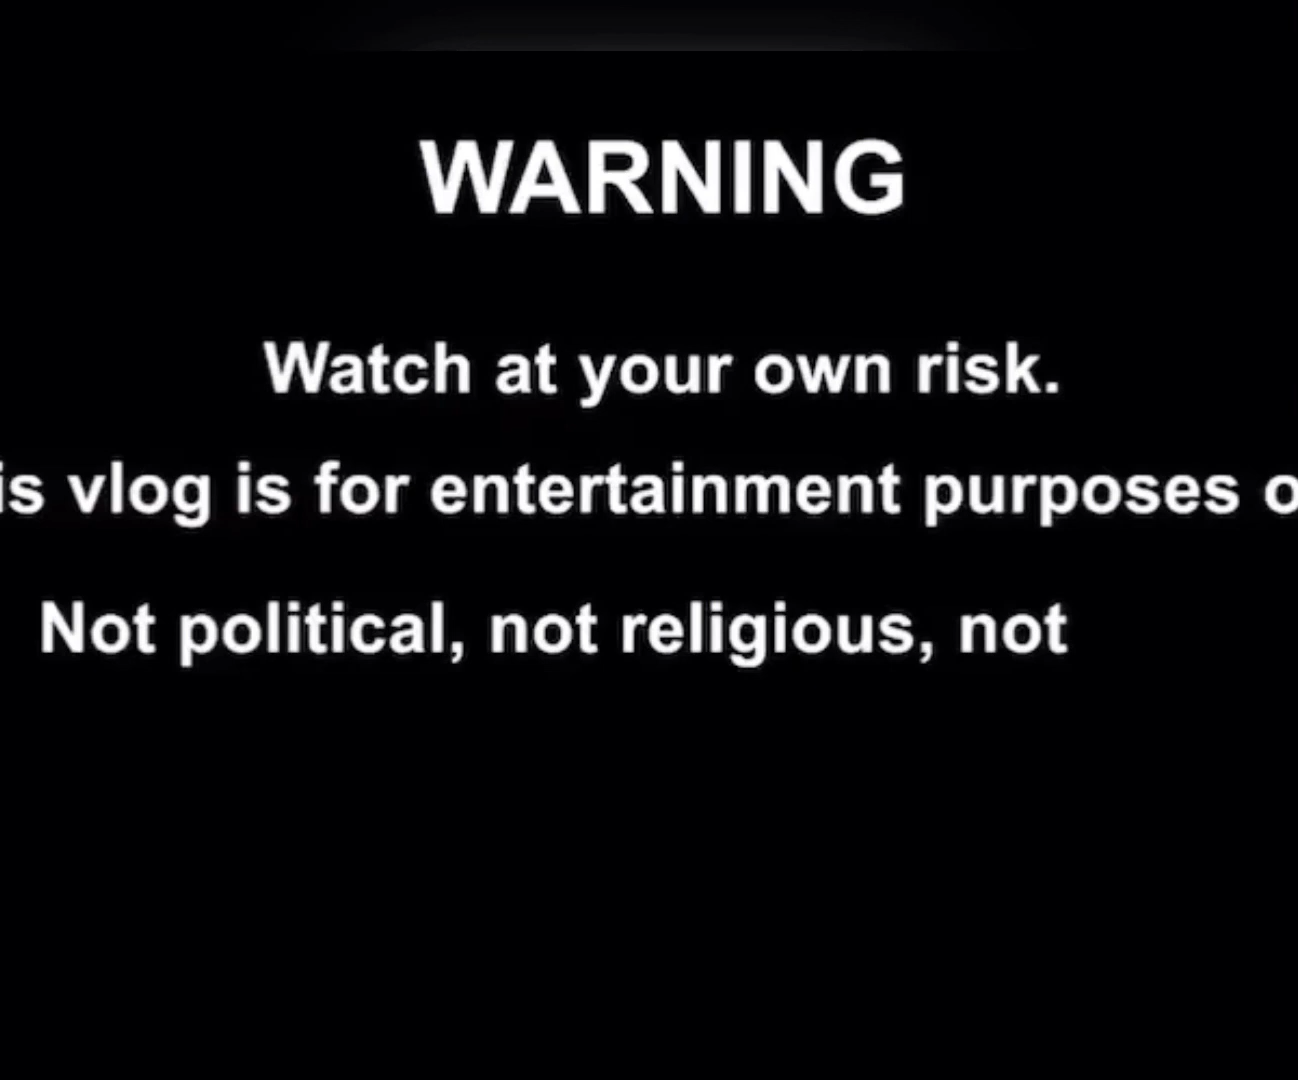 WARNING
Watch at your own risk.
is vlog is for entertainment purposes o
Not political, not religious, not